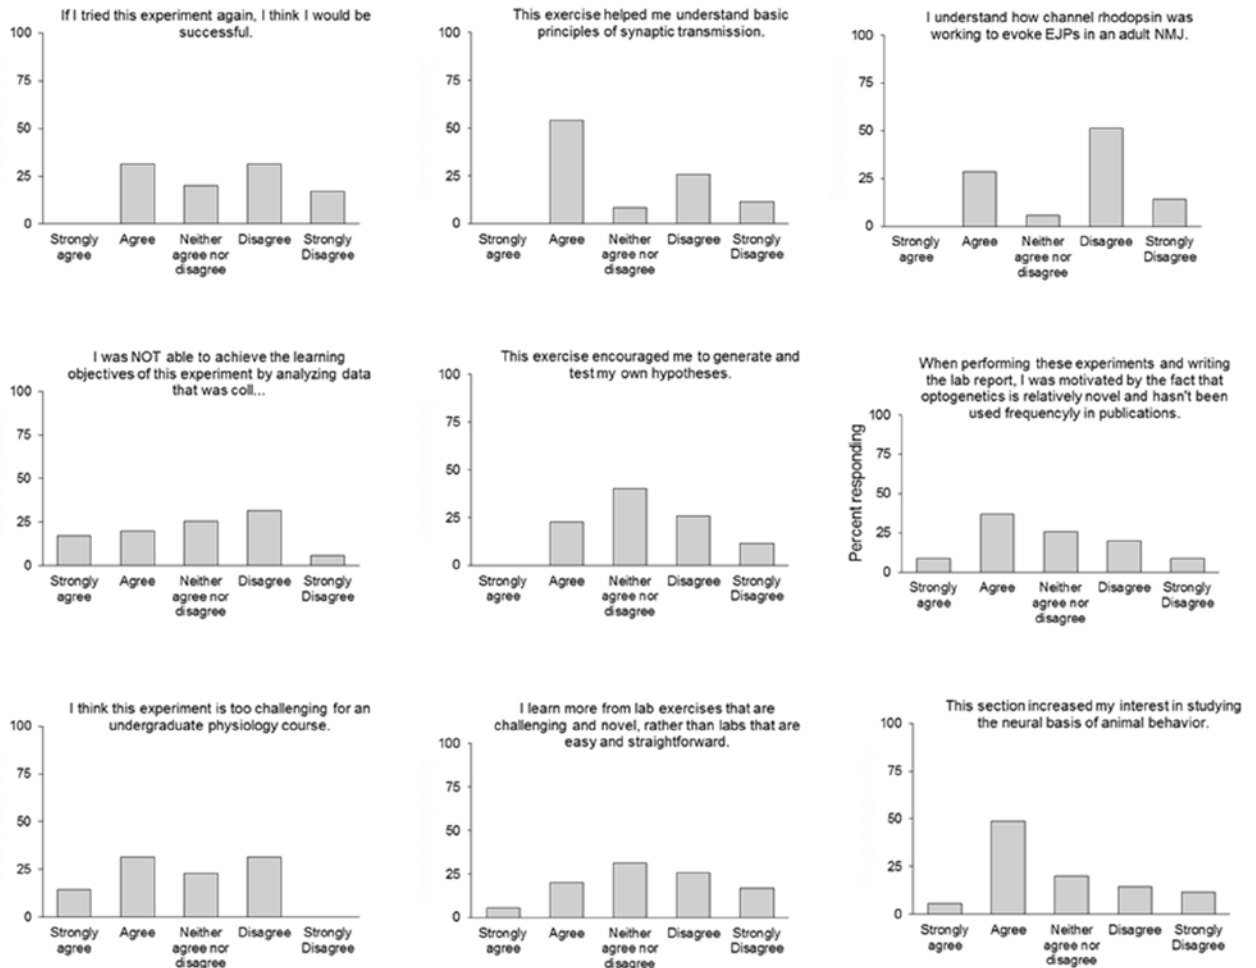 If I tried this experiment again, I think I would be
successful.
100
75
50
25
0
Strongly
agree
Agree
Neither
agree nor
disagree
Disagree
Strongly
Disagree
This exercise helped me understand basic
principles of synaptic transmission.
100
75
50
25
0
Strongly
agree
Agree
Neither
agree nor
disagree
Disagree
Strongly
Disagree
I understand how channel rhodopsin was
working to evoke EJPs in an adult NMJ.
100
75
50
25
0
Strongly
agree
Agree
Neither
agree nor
disagree
Disagree
Strongly
Disagree
I was NOT able to achieve the learning
objectives of this experiment by analyzing data
that was coll...
100
75
50
25
0
Strongly
agree
Agree
Neither
agree nor
disagree
Disagree
Strongly
Disagree
This exercise encouraged me to generate and
test my own hypotheses.
100
75
50
25
0
Strongly
agree
Agree
Neither
agree nor
disagree
Disagree
Strongly
Disagree
When performing these experiments and writing
the lab report, I was motivated by the fact that
optogenetics is relatively novel and hasn't been
used frequencyly in publications.
Percent responding
100
75
50
25
0
Strongly
agree
Agree
Neither
agree nor
disagree
Disagree
Strongly
Disagree
I think this experiment is too challenging for an
undergraduate physiology course.
100
75
50
25
0
Strongly
agree
Agree
Neither
agree nor
disagree
Disagree
Strongly
Disagree
I learn more from lab exercises that are
challenging and novel, rather than labs that are
easy and straightforward.
100
75
50
25
0
Strongly
agree
Agree
Neither
agree nor
disagree
Disagree
Strongly
Disagree
This section increased my interest in studying
the neural basis of animal behavior.
100
75
50
25
0
Strongly
agree
Agree
Neither
agree nor
disagree
Disagree
Strongly
Disagree